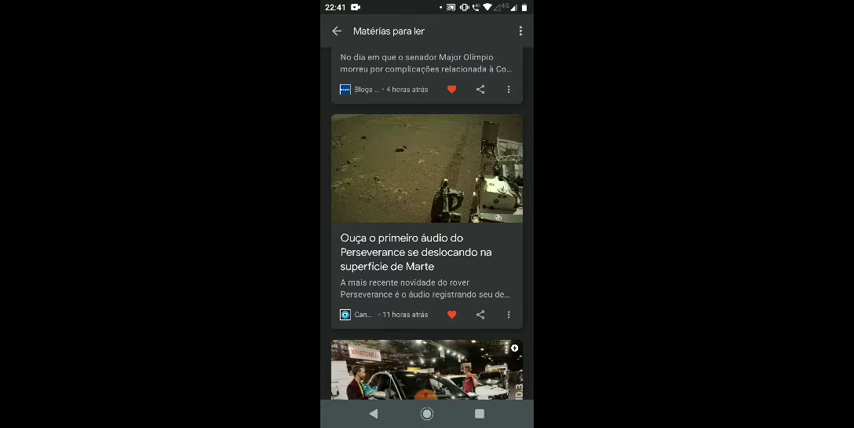 22:41
4G
Matérias para ler
No dia em que o senador Major Olímpio
morreu por complicações relacionada à Co...
Blogs ... • 4 horas atrás
Ouça o primeiro áudio do
Perseverance se deslocando na
superfície de Marte
A mais recente novidade do rover
Perseverance é o áudio registrando seu de...
Can... • 11 horas atrás